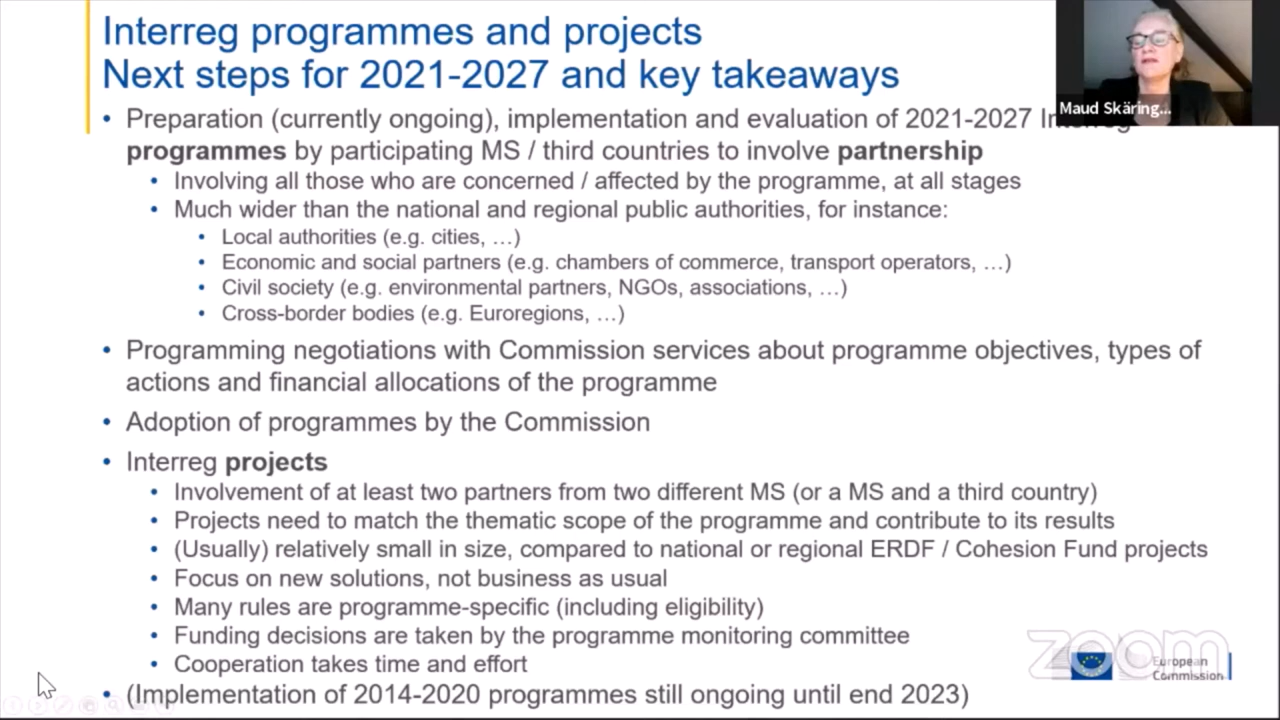 Interreg programmes and projects
Next steps for 2021-2027 and key takeaways
Maud Skäring...
• Preparation (currently ongoing), implementation and evaluation of 2021-2027 Interreg
programmes by participating MS / third countries to involve partnership
• Involving all those who are concerned / affected by the programme, at all stages
• Much wider than the national and regional public authorities, for instance:
• Local authorities (e.g. cities, …)
• Economic and social partners (e.g. chambers of commerce, transport operators, …)
• Civil society (e.g. environmental partners, NGOs, associations, …)
• Cross-border bodies (e.g. Euroregions, …)
• Programming negotiations with Commission services about programme objectives, types of
actions and financial allocations of the programme
• Adoption of programmes by the Commission
• Interreg projects
• Involvement of at least two partners from two different MS (or a MS and a third country)
• Projects need to match the thematic scope of the programme and contribute to its results
• (Usually) relatively small in size, compared to national or regional ERDF / Cohesion Fund projects
• Focus on new solutions, not business as usual
• Many rules are programme-specific (including eligibility)
• Funding decisions are taken by the programme monitoring committee
• Cooperation takes time and effort
• (Implementation of 2014-2020 programmes still ongoing until end 2023)
zoom
European
Commission